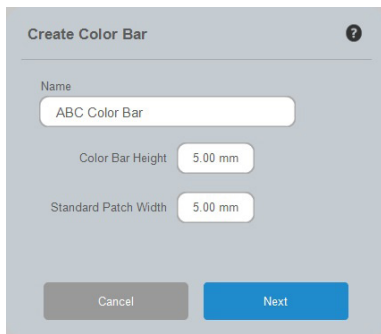 Create Color Bar ?
Name
ABC Color Bar
Color Bar Height 5.00 mm
Standard Patch Width 5.00 mm
Cancel Next